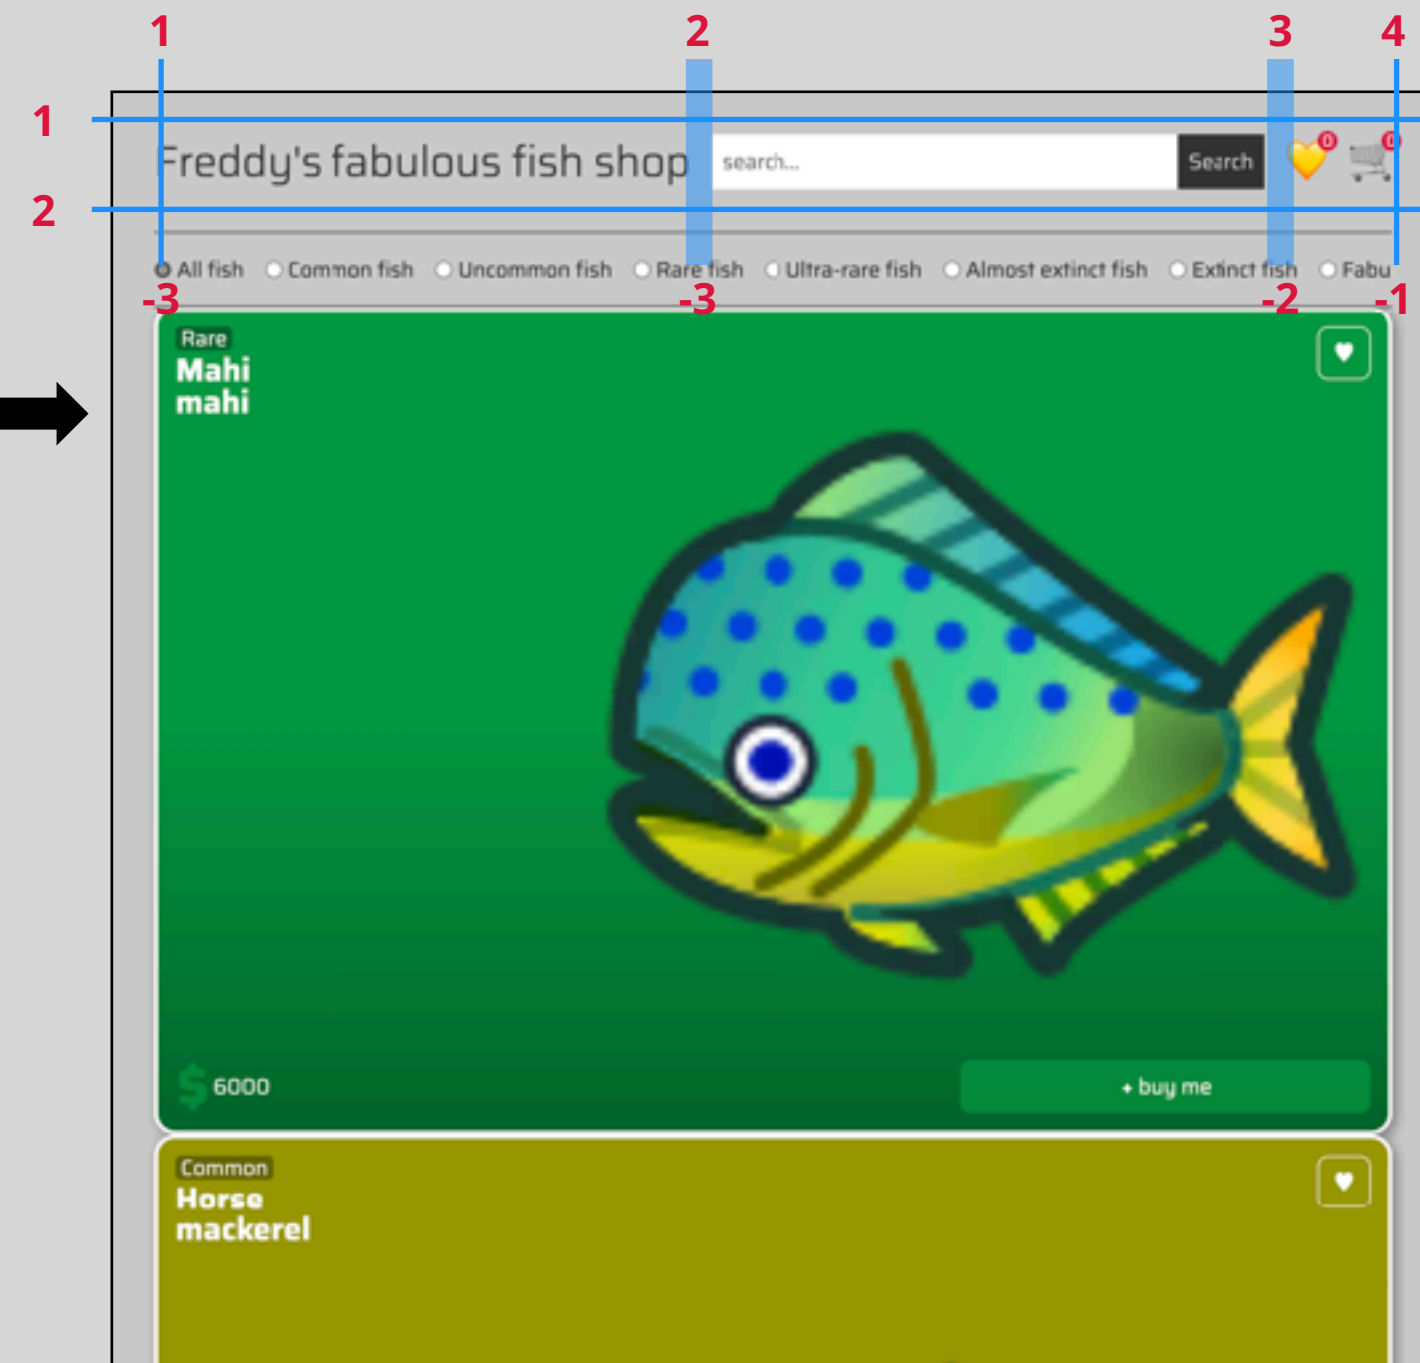 1 2 3 4
1
Freddy's fabulous fish shop search... Search 0 0
2
All fish Common fish Uncommon fish Rare fish Ultra-rare fish Almost extinct fish Extinct fish Fabu
-3 -3 -2 -1
Rare
Mahi
mahi
$ 6000 + buy me
Common
Horse
mackerel